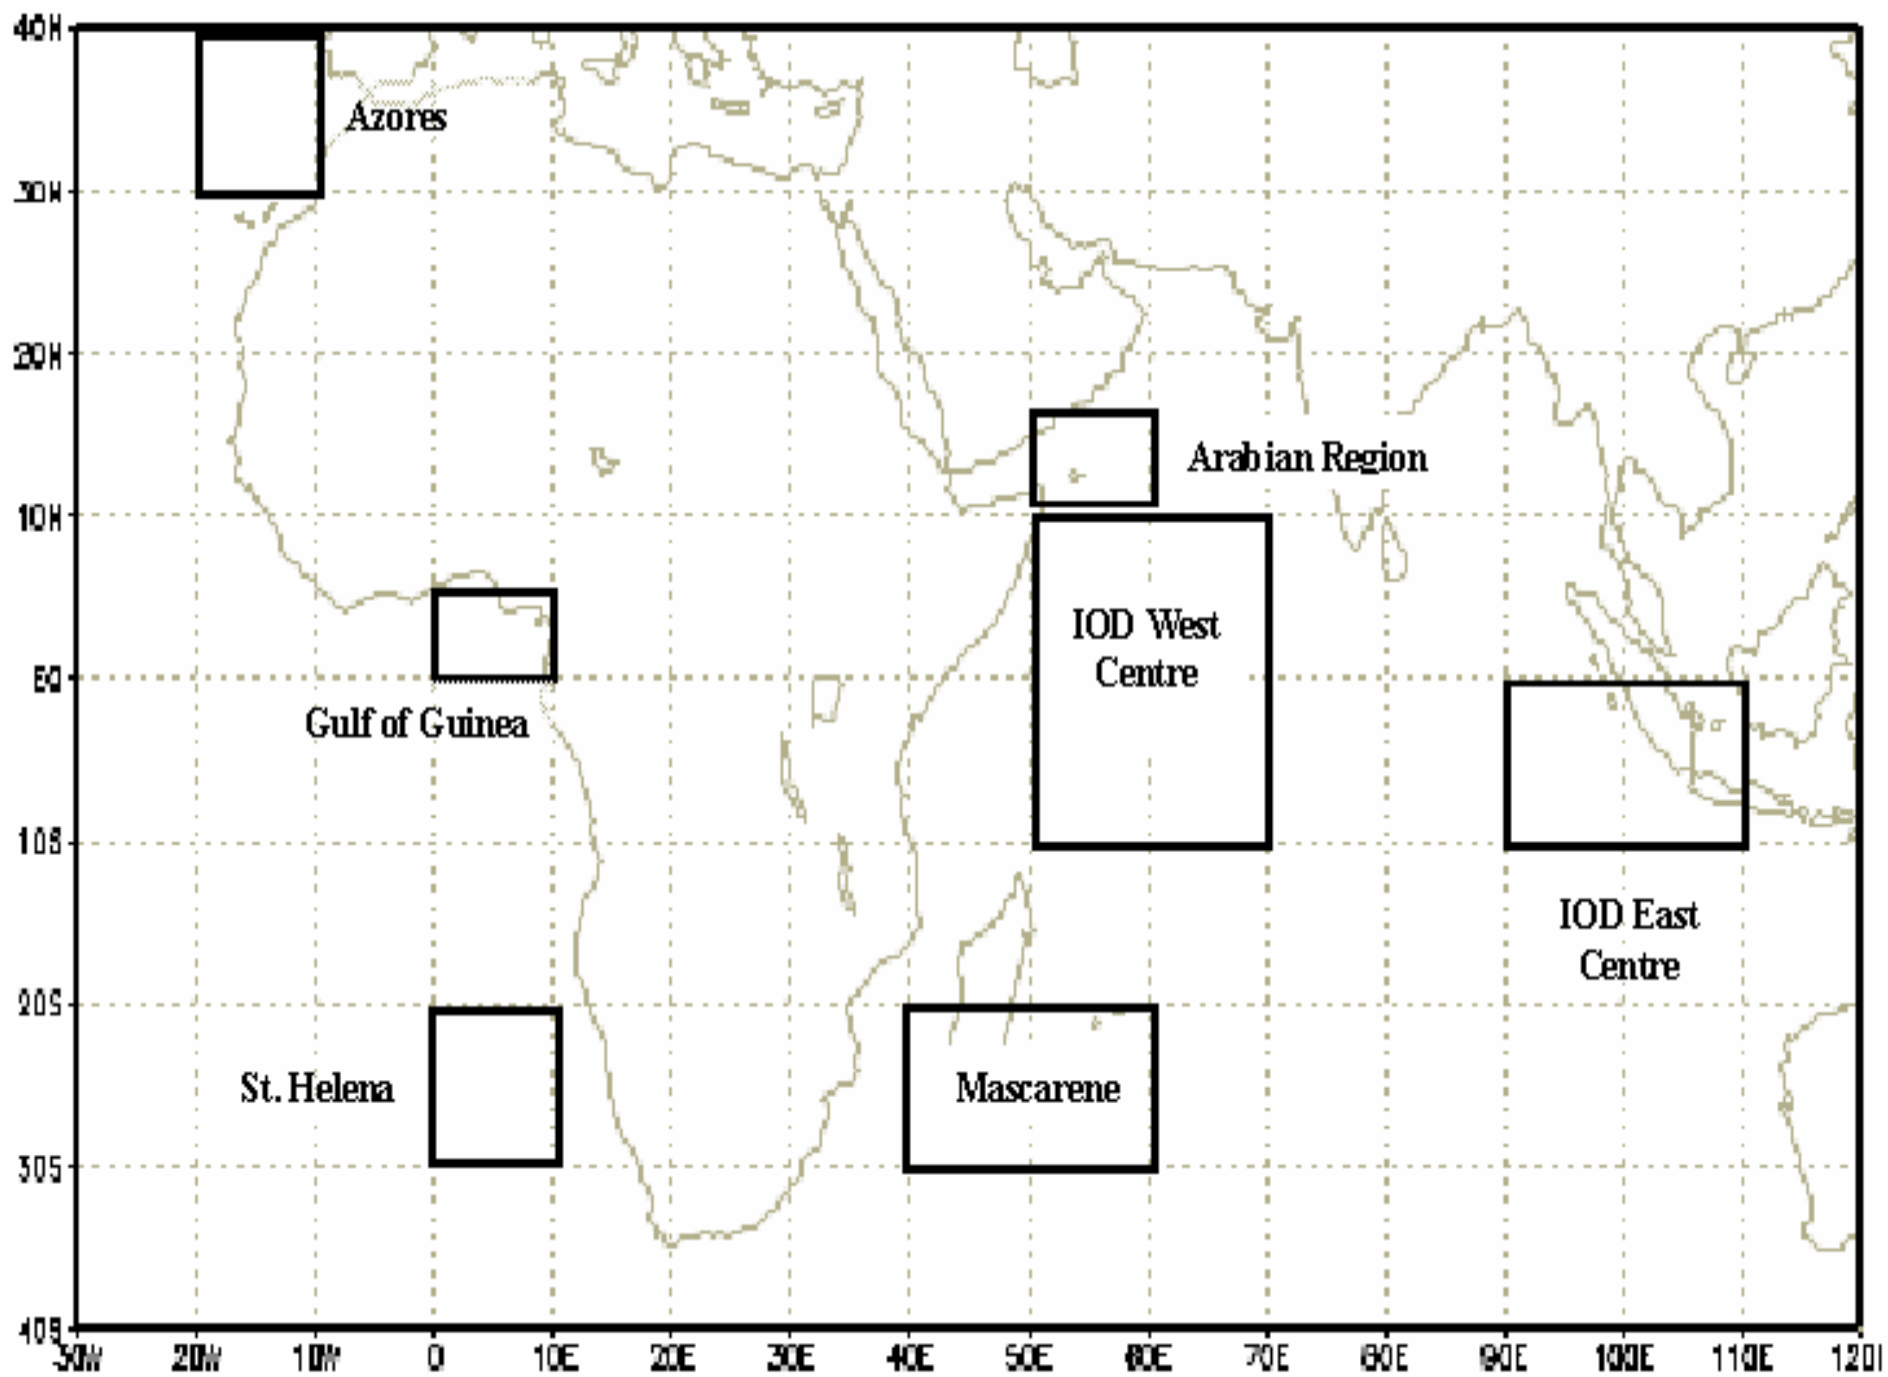 40N
Azores
30N
20N
Arabian Region
10N
IOD West
Centre
EQ
Gulf of Guinea
10S
IOD East
Centre
20S
St. Helena
Mascarene
30S
40S
30W 20W 10W 0 10E 20E 30E 40E 50E 60E 70E 80E 90E 100E 110E 120E